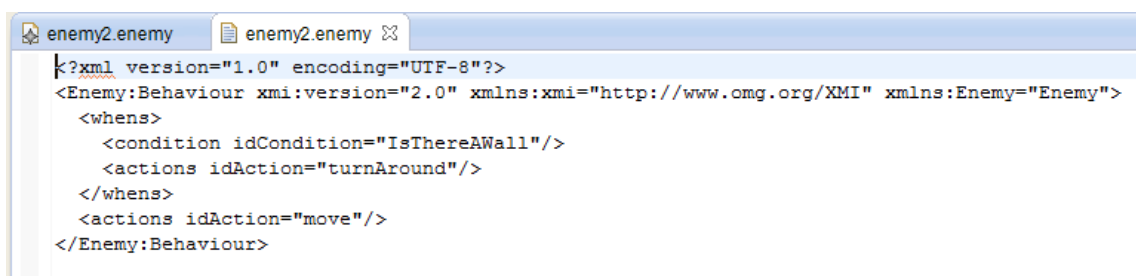 enemy2.enemy enemy2.enemy
<?xml version="1.0" encoding="UTF-8"?>
<Enemy:Behaviour xmi:version="2.0" xmlns:xmi="http://www.omg.org/XMI" xmlns:Enemy="Enemy">
<whens>
<condition idCondition="IsThereAWall"/>
<actions idAction="turnAround"/>
</whens>
<actions idAction="move"/>
</Enemy:Behaviour>